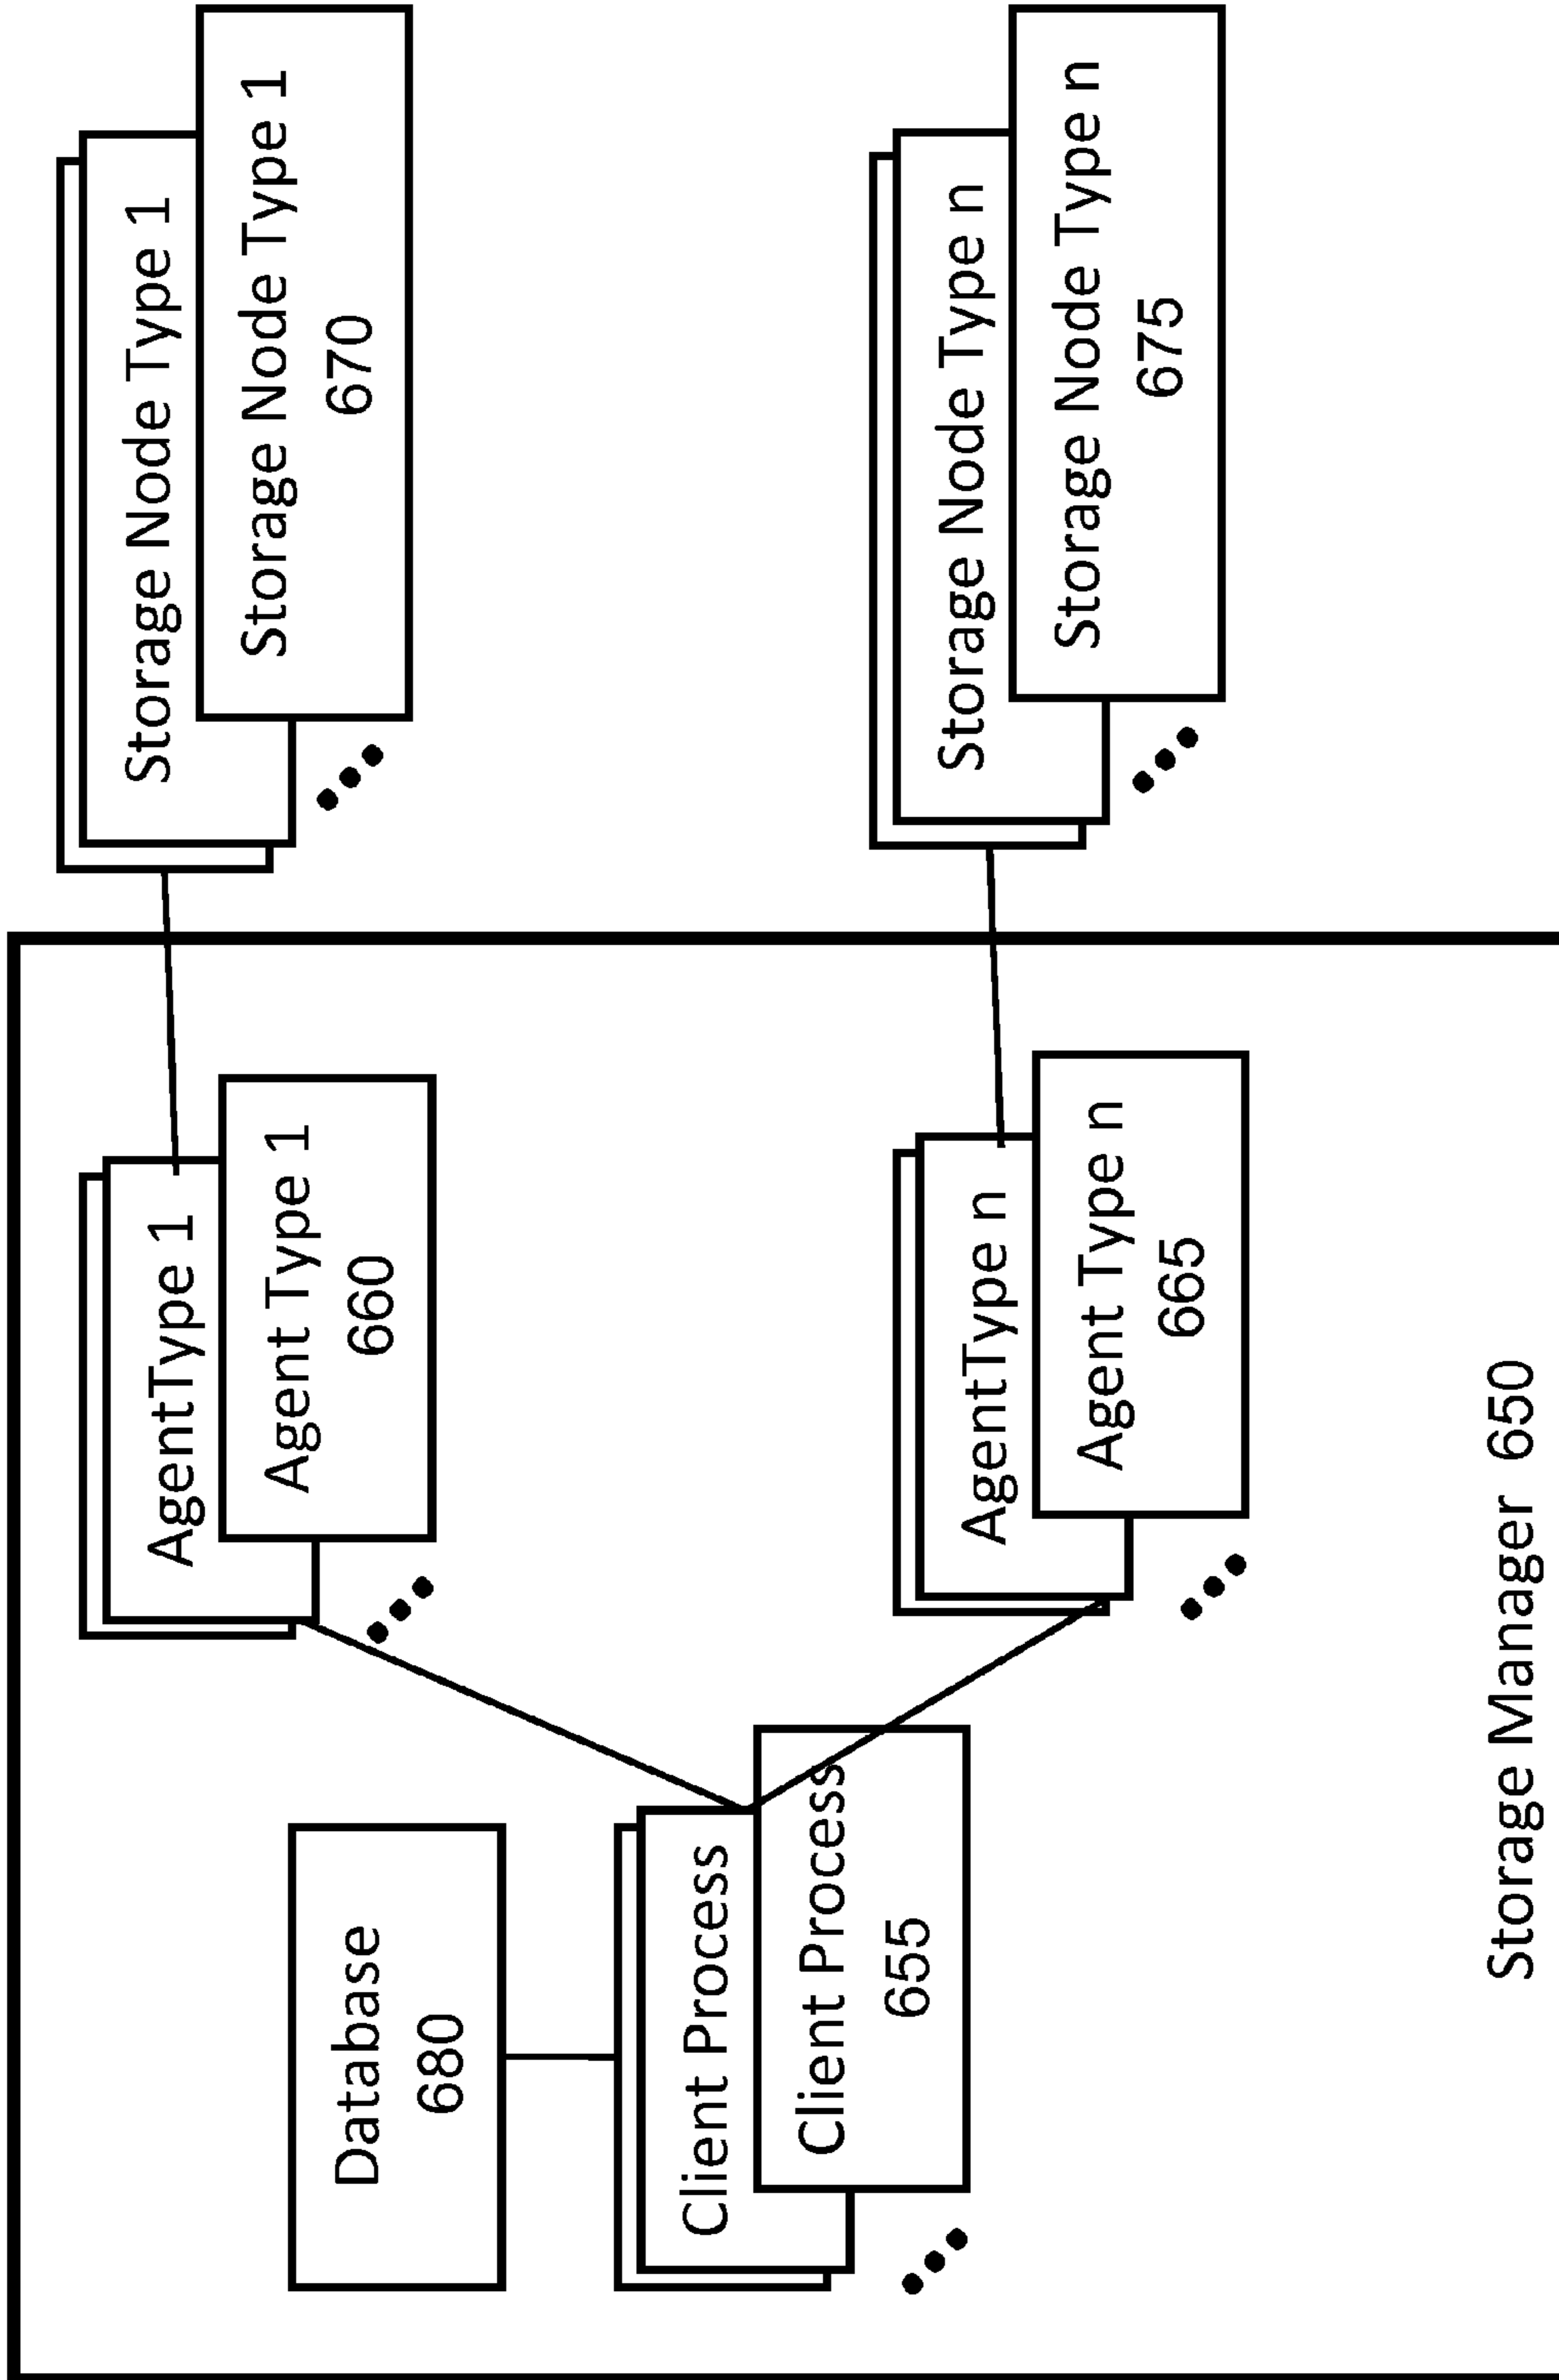 Database
680
Client Process
Client Process
655
AgentType 1
Agent Type 1
660
AgentType n
Agent Type n
665
Storage Node Type 1
Storage Node Type 1
670
Storage Node Type n
Storage Node Type n
675
Storage Manager 650